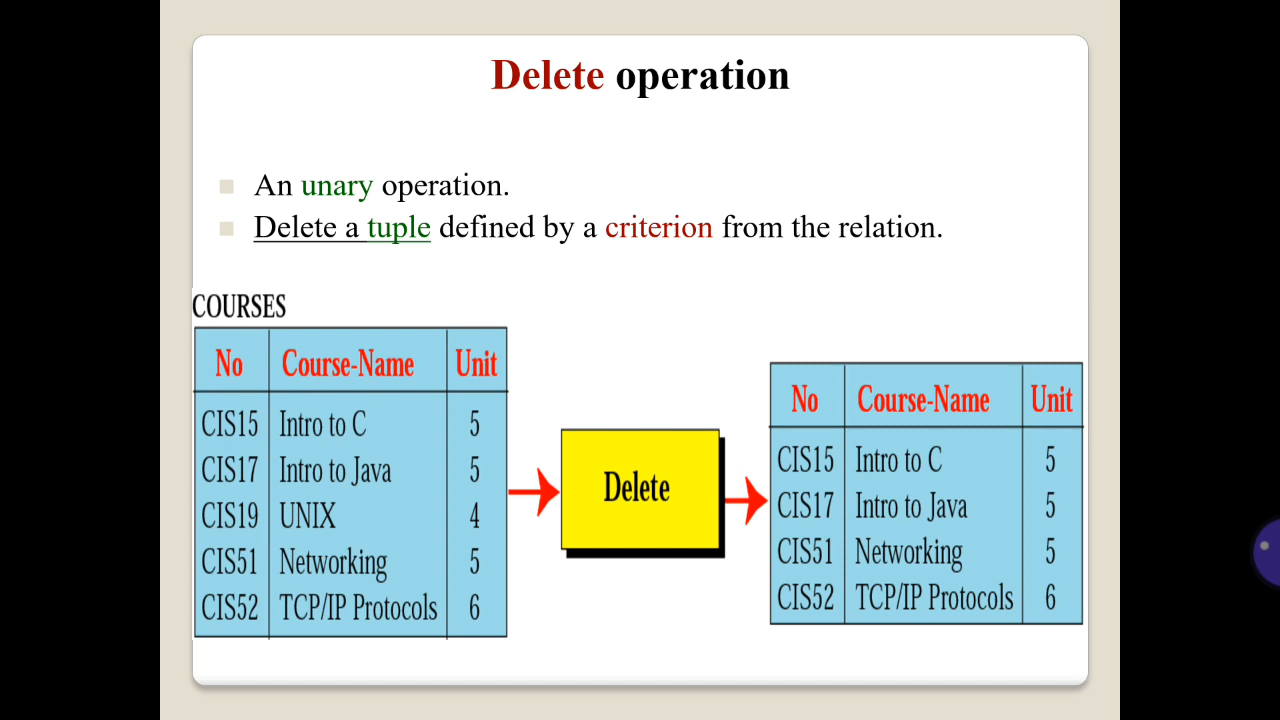 Delete operation
An unary operation.
Delete a tuple defined by a criterion from the relation.
COURSES
No Course-Name Unit
CIS15 Intro to C 5
CIS17 Intro to Java 5
CIS19 UNIX 4
CIS51 Networking 5
CIS52 TCP/IP Protocols 6
Delete
No Course-Name Unit
CIS15 Intro to C 5
CIS17 Intro to Java 5
CIS51 Networking 5
CIS52 TCP/IP Protocols 6